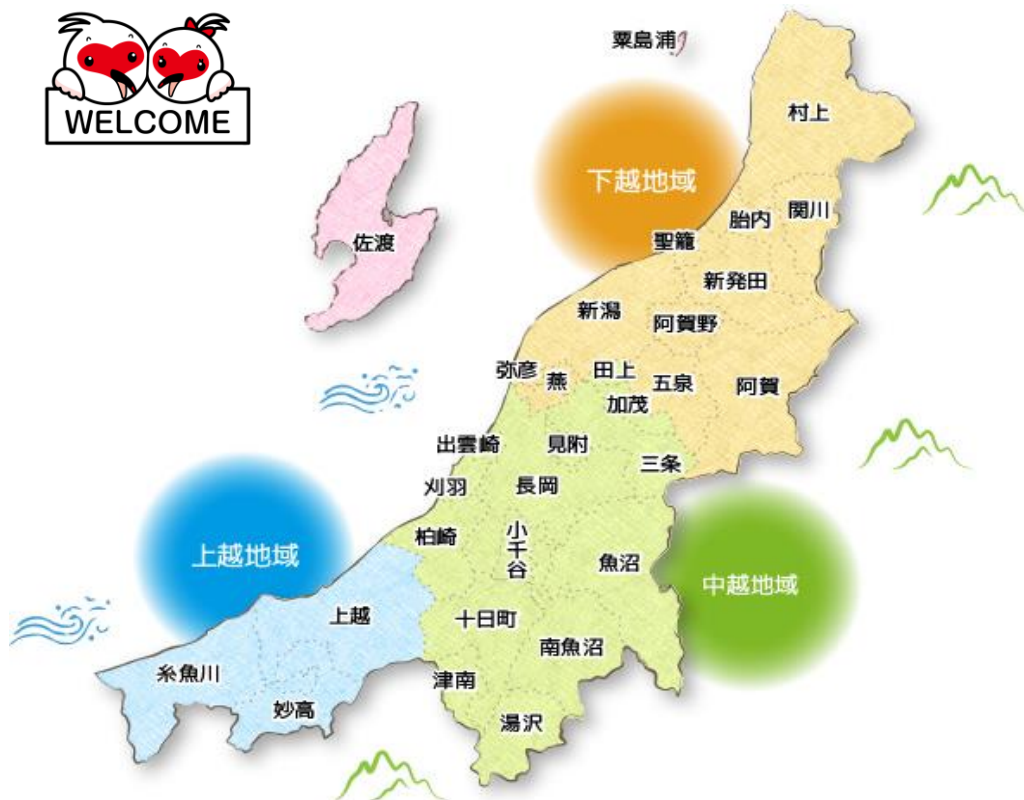 WELCOME
粟島浦
村上
下越地域
佐渡
胎内
関川
聖籠
新発田
新潟
阿賀野
弥彦
燕
田上
五泉
阿賀
加茂
出雲崎
見附
三条
刈羽
長岡
柏崎
小千谷
魚沼
上越地域
中越地域
上越
十日町
南魚沼
糸魚川
津南
妙高
湯沢